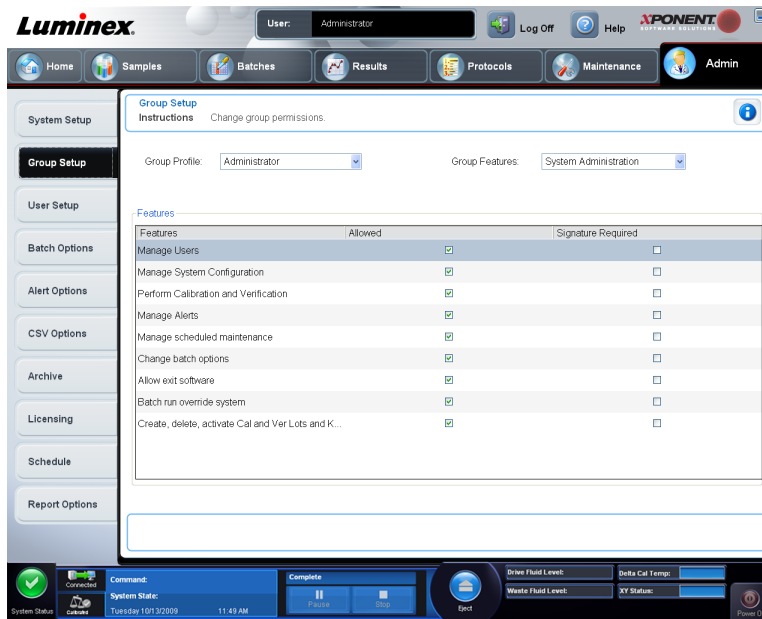 Luminex.
User: Administrator
Log Off
Help
XPONENT
SOFTWARE SOLUTIONS
Home
Samples
Batches
Results
Protocols
Maintenance
Admin
System Setup
Group Setup
User Setup
Batch Options
Alert Options
CSV Options
Archive
Licensing
Schedule
Report Options
Group Setup
Instructions Change group permissions.
Group Profile: Administrator
Group Features: System Administration
Features
Features Allowed Signature Required
Manage Users
Manage System Configuration
Perform Calibration and Verification
Manage Alerts
Manage scheduled maintenance
Change batch options
Allow exit software
Batch run override system
Create, delete, activate Cal and Ver Lots and K...
System Status
Connected
Calibrated
Command:
System State:
Tuesday 10/13/2009 11:49 AM
Complete
Pause
Stop
Eject
Drive Fluid Level:
Waste Fluid Level:
Delta Cal Temp:
XY Status:
Power O